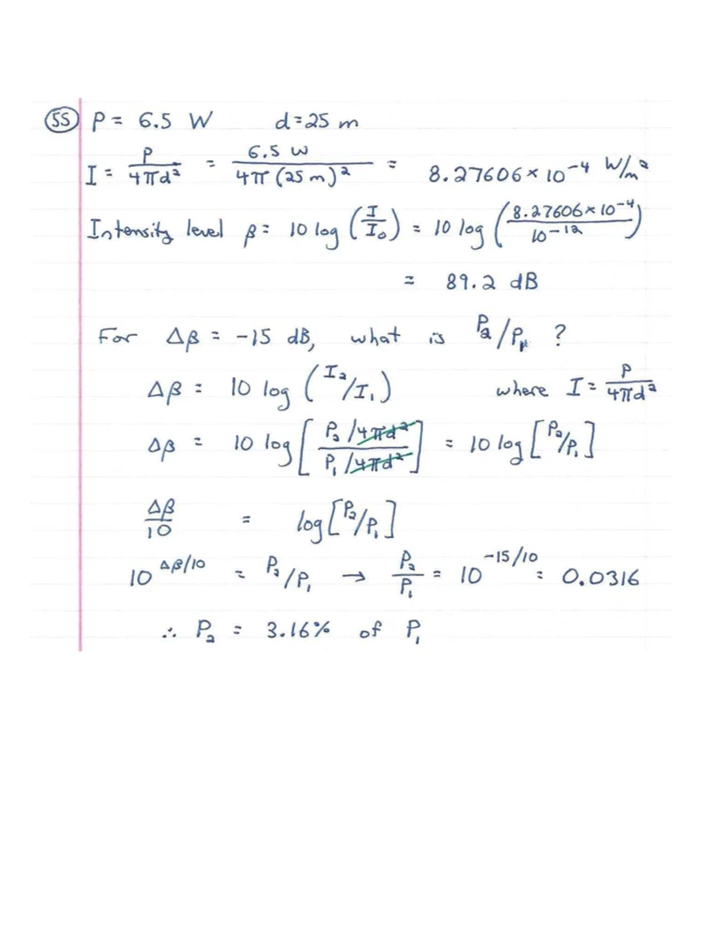 55 P = 6.5 W d = 25 m
I = P/4πd² = 6.5 W/4π(25 m)² = 8.27606 × 10⁻⁴ W/m²
Intensity level β = 10 log (I/I₀) = 10 log (8.27606 × 10⁻⁴/10⁻¹²)
= 89.2 dB
For Δβ = -15 dB, what is P₂/P₁ ?
Δβ = 10 log (I₂/I₁) where I = P/4πd²
Δβ = 10 log [P₂/4πd² / P₁/4πd²] = 10 log [P₂/P₁]
Δβ/10 = log [P₂/P₁]
10^Δβ/10 = P₂/P₁ → P₂/P₁ = 10^-15/10 = 0.0316
∴ P₂ = 3.16% of P₁